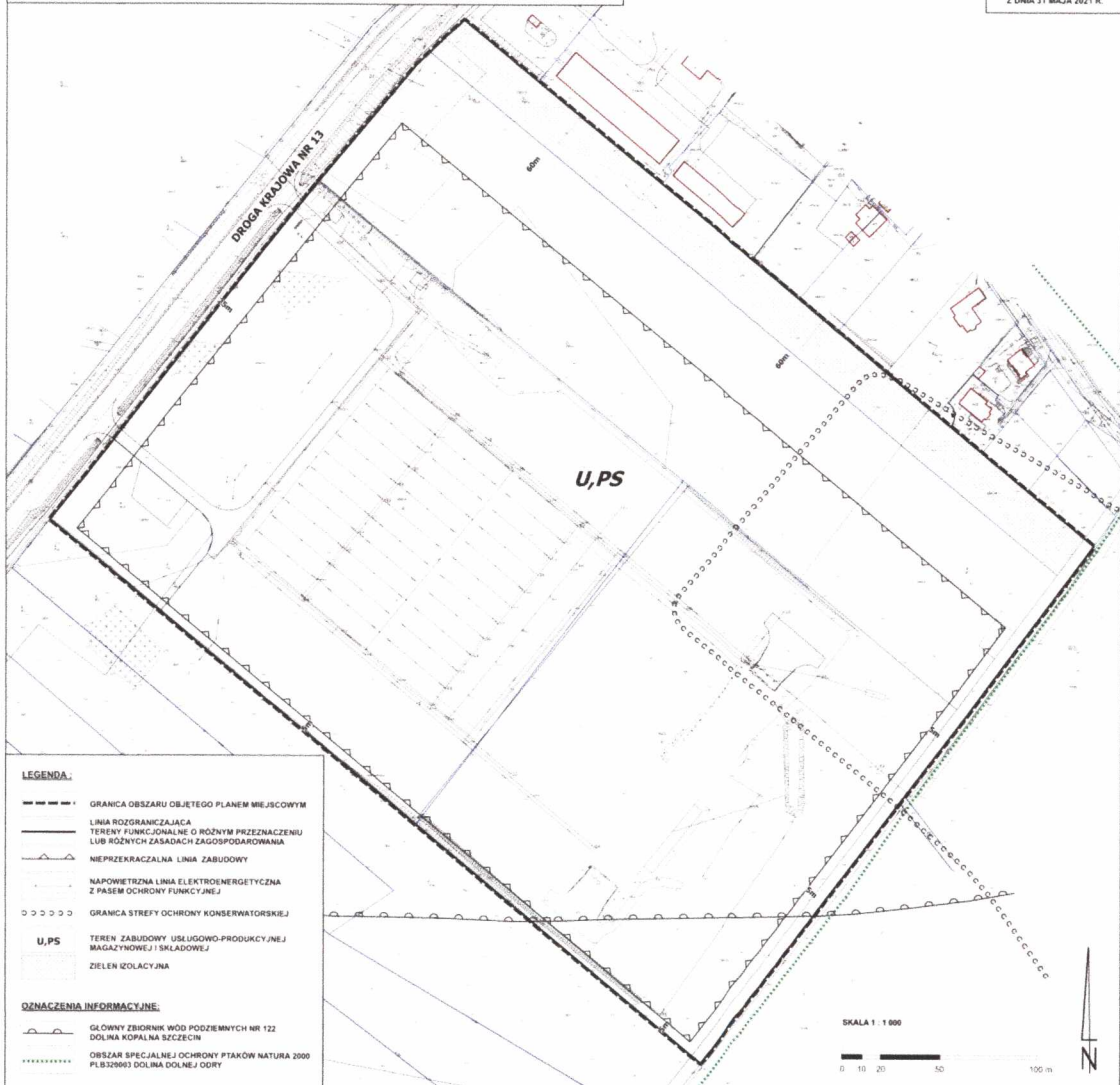 Z DNIA 31 MAJA 2021 R.
DROGA KRAJOWA NR 13
60m
60m
5m
U,PS
5m
5m
LEGENDA :
GRANICA OBSZARU OBJĘTEGO PLANEM MIEJSCOWYM
LINIA ROZGRANICZAJĄCA
TERENY FUNKCJONALNE O RÓŻNYM PRZEZNACZENIU
LUB RÓŻNYCH ZASADACH ZAGOSPODAROWANIA
NIEPRZEKRACZALNA LINIA ZABUDOWY
NAPOWIETRZNA LINIA ELEKTROENERGETYCZNA
Z PASEM OCHRONY FUNKCYJNEJ
GRANICA STREFY OCHRONY KONSERWATORSKIEJ
U,PS
TEREN ZABUDOWY USŁUGOWO-PRODUKCYJNEJ
MAGAZYNOWEJ I SKŁADOWEJ
ZIELEŃ IZOLACYJNA
OZNACZENIA INFORMACYJNE:
GŁÓWNY ZBIORNIK WÓD PODZIEMNYCH NR 122
DOLINA KOPALNA SZCZECIN
OBSZAR SPECJALNEJ OCHRONY PTAKÓW NATURA 2000
PLB320003 DOLINA DOLNEJ ODRY
SKALA 1 : 1 000
0 10 20 50 100 m
N